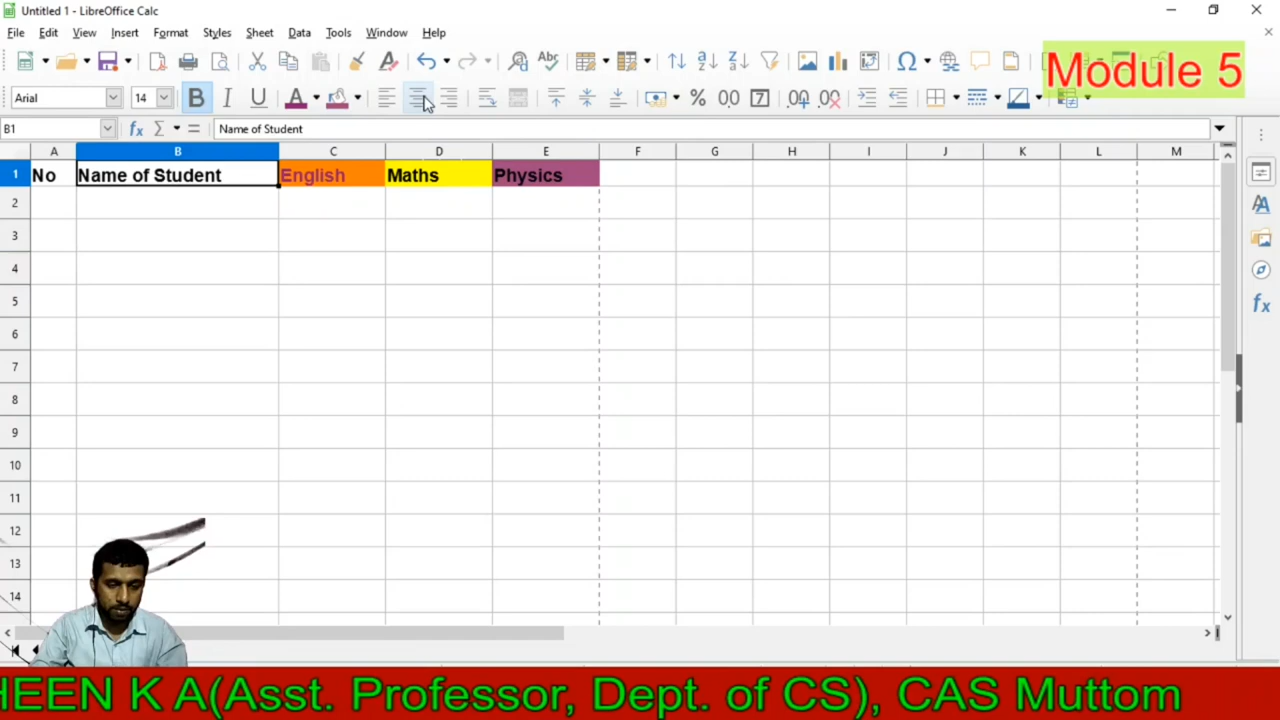 Untitled 1 - LibreOffice Calc
File Edit View Insert Format Styles Sheet Data Tools Window Help
Module 5
Arial 14
B1 Name of Student
A B C D E F G H I J K L M
1 No Name of Student English Maths Physics
2
3
4
5
6
7
8
9
10
11
12
13
14
HEEN K A(Asst. Professor, Dept. of CS), CAS Muttom